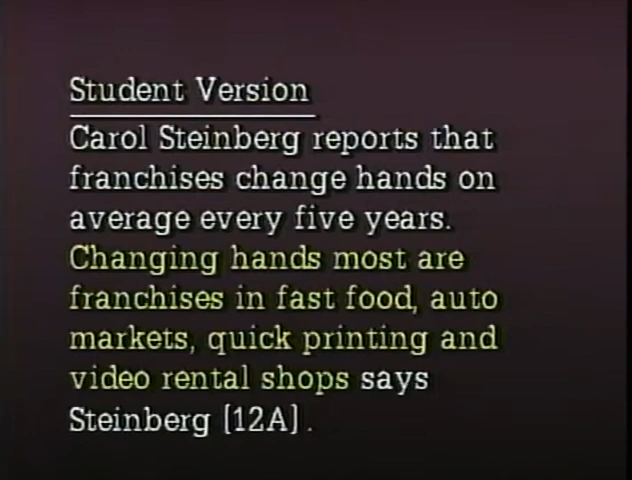 Student Version
Carol Steinberg reports that
franchises change hands on
average every five years.
Changing hands most are
franchises in fast food, auto
markets, quick printing and
video rental shops says
Steinberg [12A].